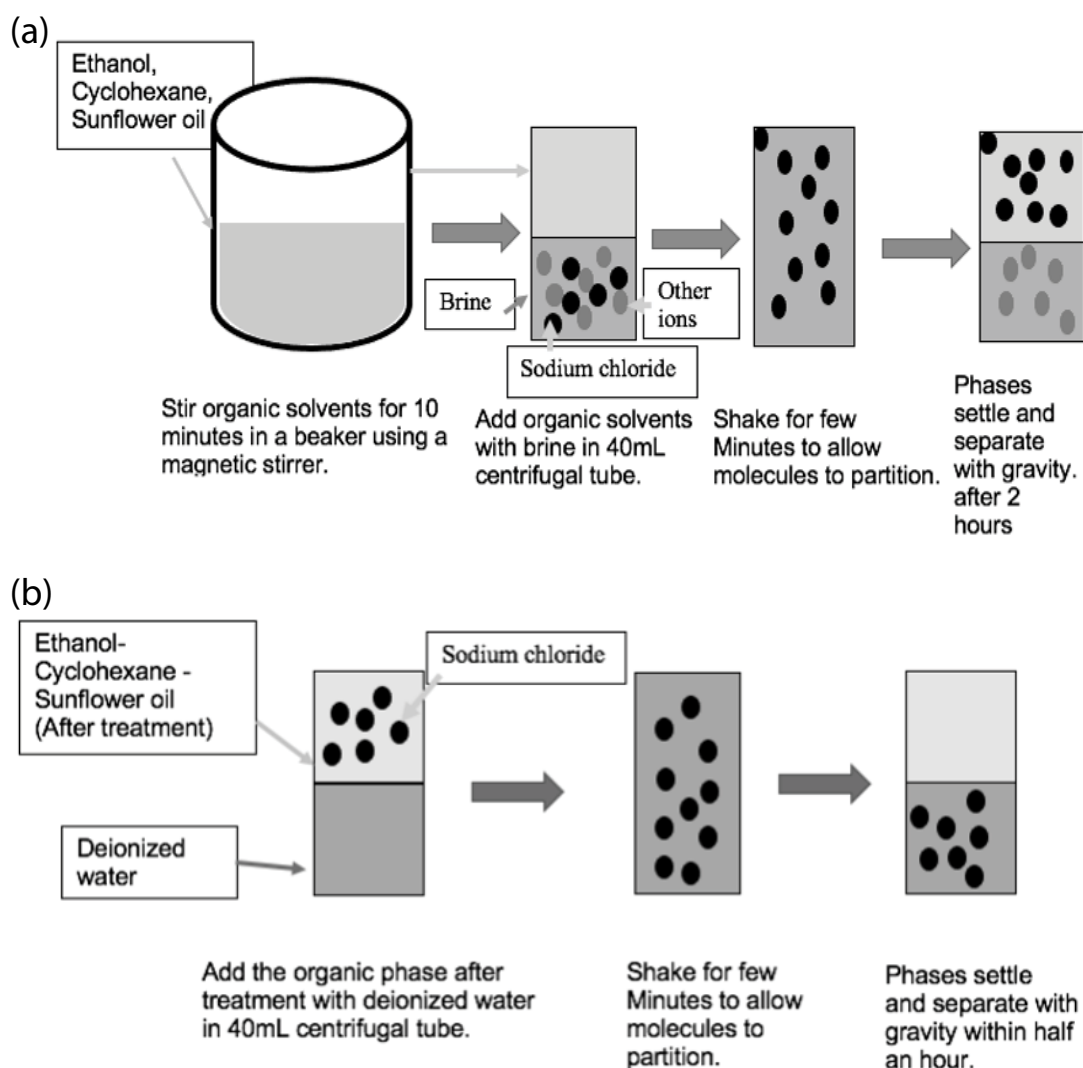 (a)
Ethanol,
Cyclohexane,
Sunflower oil
Brine
Other
ions
Sodium chloride
Stir organic solvents for 10
minutes in a beaker using a
magnetic stirrer.
Add organic solvents
with brine in 40mL
centrifugal tube.
Shake for few
Minutes to allow
molecules to partition.
Phases
settle and
separate
with gravity.
after 2
hours
(b)
Ethanol-
Cyclohexane -
Sunflower oil
(After treatment)
Sodium chloride
Deionized
water
Add the organic phase after
treatment with deionized water
in 40mL centrifugal tube.
Shake for few
Minutes to allow
molecules to
partition.
Phases settle
and separate with
gravity within half
an hour.